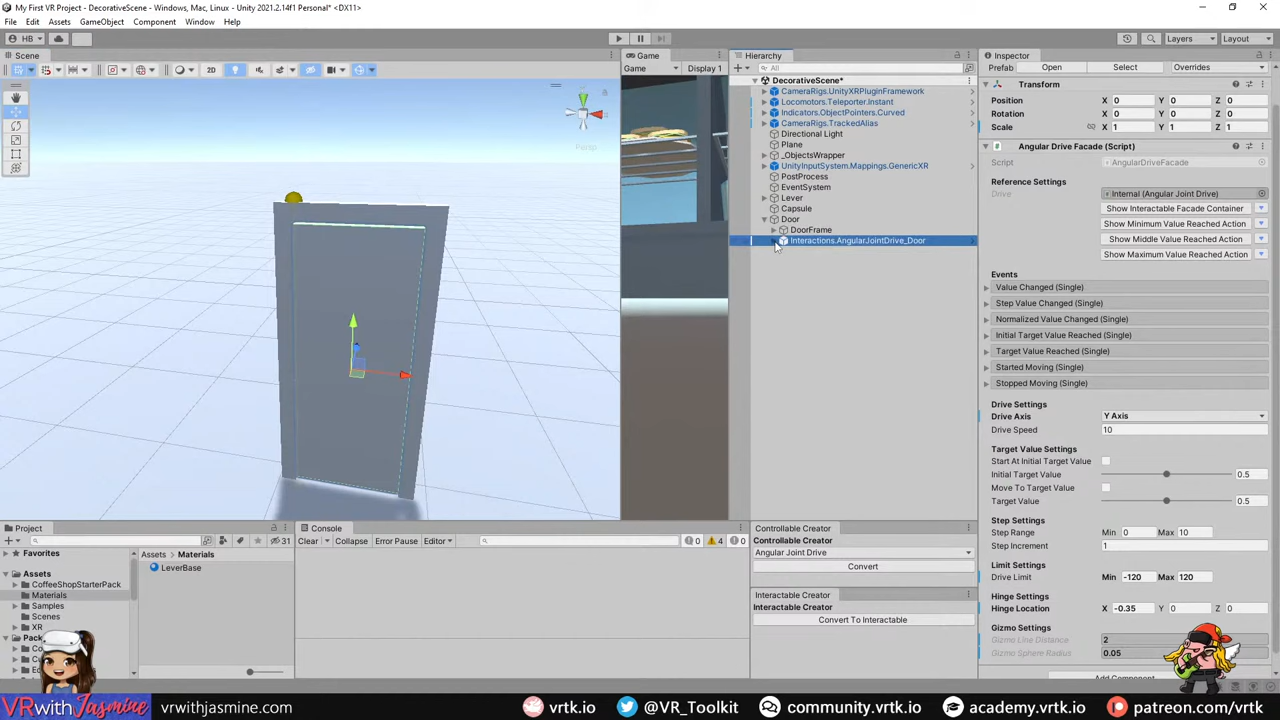 My First VR Project - DecorativeScene - PC, Mac, Linux - Unity 2021.2.14f1 Personal* <DX11>
File Edit Assets GameObject Component Window Help
HB Layers Layout
Scene Game Hierarchy Inspector
2D Game Display 1 All Prefab Open Select Overrides
DecorativeScene* Transform
CameraRigs.UnityXRPluginFramework Position X 0 Y 0 Z 0
Locomotors.Teleporter.Instant Rotation X 0 Y 0 Z 0
Indicators.ObjectPointers.Curved Scale X 1 Y 1 Z 1
CameraRigs.TrackedAlias
Directional Light
Plane Angular Drive Facade (Script)
_ObjectsWrapper Script AngularDriveFacade
UnityInputSystem.Mappings.GenericXR
PostProcess Reference Settings
EventSystem Drive Internal (Angular Joint Drive)
Lever Show Interactable Facade Container
Capsule Show Minimum Value Reached Action
Door Show Middle Value Reached Action
DoorFrame Show Maximum Value Reached Action
Interactions.AngularJointDrive_Door
Persp
Events
Value Changed (Single)
Step Value Changed (Single)
Normalized Value Changed (Single)
Initial Target Value Reached (Single)
Target Value Reached (Single)
Started Moving (Single)
Stopped Moving (Single)
Drive Settings
Drive Axis Y Axis
Drive Speed 10
Target Value Settings
Start At Initial Target Value
Initial Target Value 0.5
Move To Target Value
Target Value 0.5
Step Settings
Step Range Min 0 Max 10
Step Increment 1
Limit Settings
Drive Limit Min -120 Max 120
Hinge Settings
Hinge Location X -0.35 Y 0 Z 0
Gizmo Settings
Gizmo Line Distance 2
Gizmo Sphere Radius 0.05
Add Component
Project Console Controllable Creator
31 Clear Collapse Error Pause Editor 0 4 0 Controllable Creator
Favorites Assets Materials Angular Joint Drive
LeverBase Convert
Assets
CoffeeShopStarterPack
Materials Interactable Creator
Samples Interactable Creator
Scenes Convert To Interactable
XR
VRwithJasmine vrwithjasmine.com vrtk.io @VR_Toolkit community.vrtk.io academy.vrtk.io patreon.com/vrtk